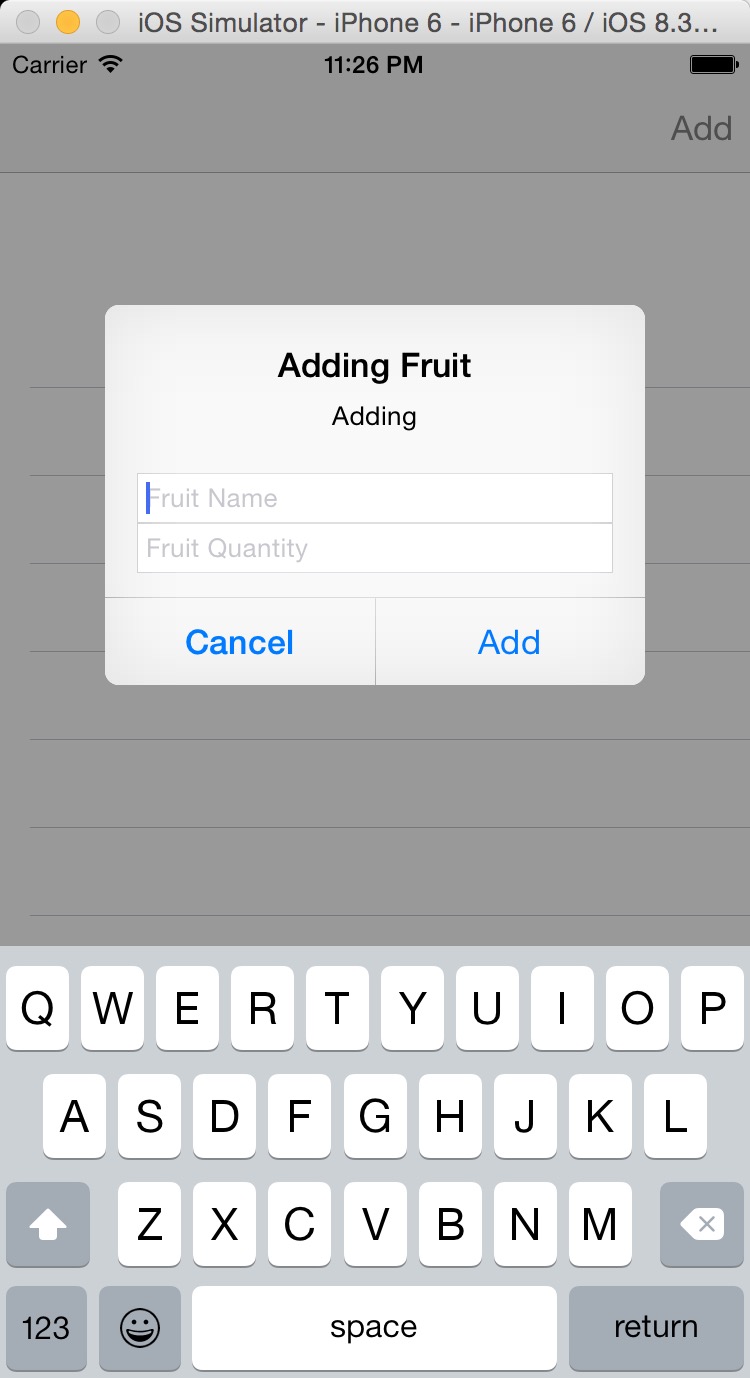 iOS Simulator - iPhone 6 - iPhone 6 / iOS 8.3...
Carrier 11:26 PM
Add
Adding Fruit
Adding
Fruit Name
Fruit Quantity
Cancel Add
Q W E R T Y U I O P
A S D F G H J K L
Z X C V B N M
123 space return